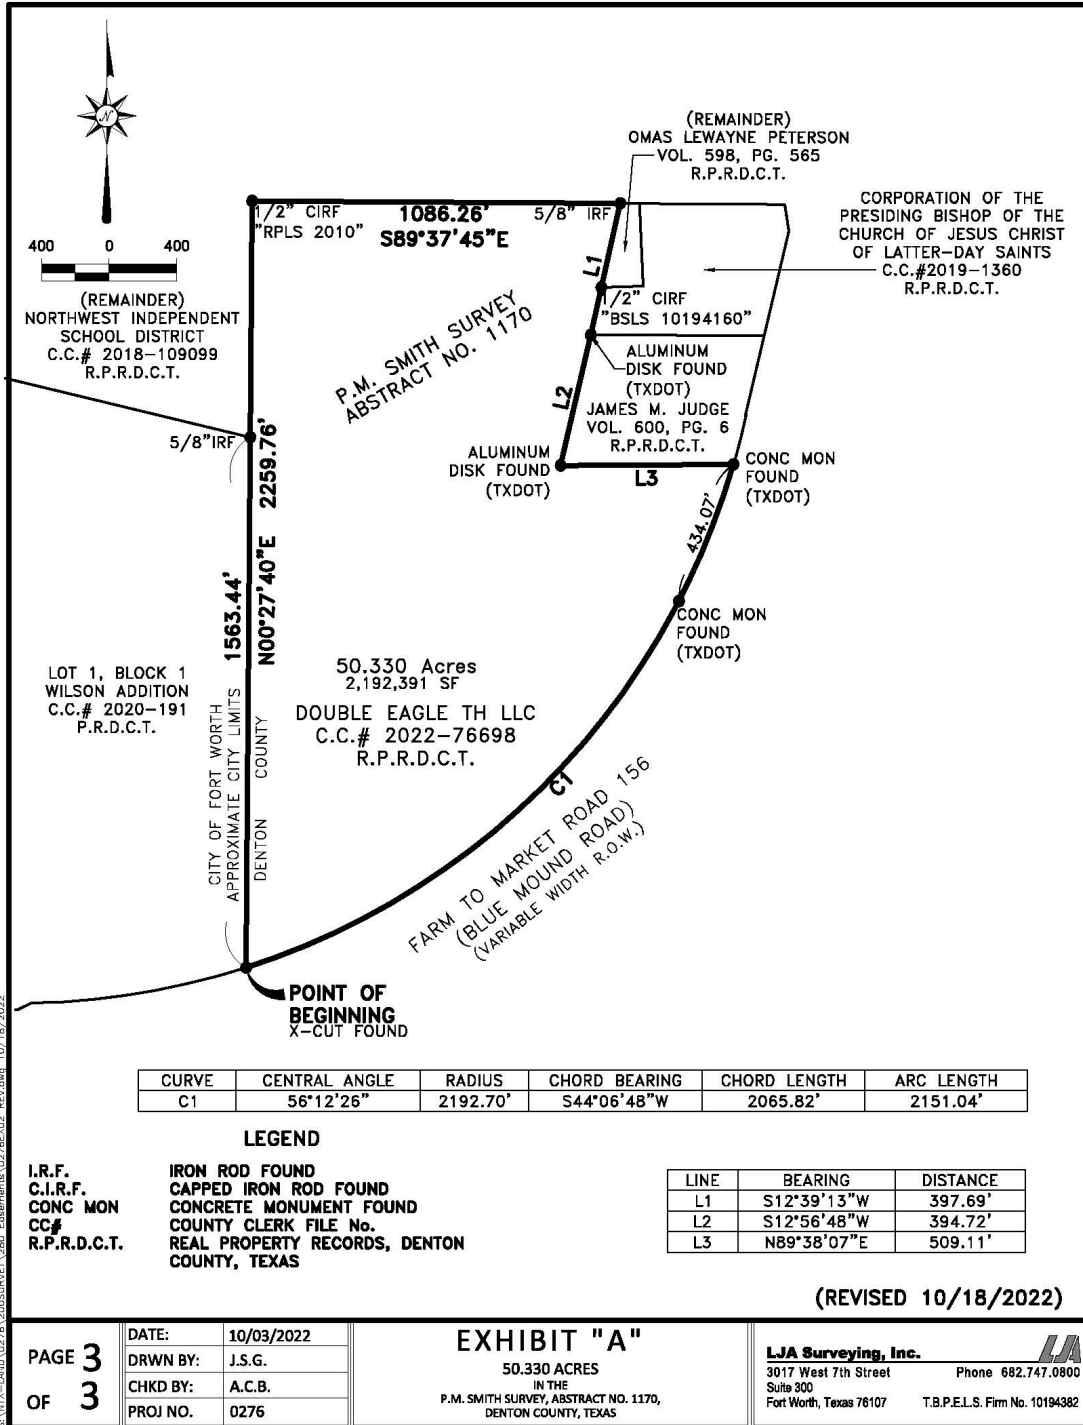 N
400 0 400
(REMAINDER)
NORTHWEST INDEPENDENT
SCHOOL DISTRICT
C.C.# 2018-109099
R.P.R.D.C.T.
(REMAINDER)
OMAS LEWAYNE PETERSON
VOL. 598, PG. 565
R.P.R.D.C.T.
CORPORATION OF THE
PRESIDING BISHOP OF THE
CHURCH OF JESUS CHRIST
OF LATTER-DAY SAINTS
C.C.#2019-1360
R.P.R.D.C.T.
1/2" CIRF
"RPLS 2010"
1086.26'
S89°37'45"E
5/8" IRF
L1
1/2" CIRF
"BSLS 10194160"
P.M. SMITH SURVEY
ABSTRACT NO. 1170
ALUMINUM
DISK FOUND
(TXDOT)
L2
JAMES M. JUDGE
VOL. 600, PG. 6
R.P.R.D.C.T.
5/8"IRF
ALUMINUM
DISK FOUND
(TXDOT)
L3
CONC MON
FOUND
(TXDOT)
434.07'
CONC MON
FOUND
(TXDOT)
1563.44'
N00°27'40"E 2259.76'
LOT 1, BLOCK 1
WILSON ADDITION
C.C.# 2020-191
P.R.D.C.T.
50.330 Acres
2,192,391 SF
DOUBLE EAGLE TH LLC
C.C.# 2022-76698
R.P.R.D.C.T.
CITY OF FORT WORTH
APPROXIMATE CITY LIMITS
DENTON COUNTY
C1
FARM TO MARKET ROAD 156
(BLUE MOUND ROAD)
(VARIABLE WIDTH R.O.W.)
POINT OF
BEGINNING
X-CUT FOUND
CURVE CENTRAL ANGLE RADIUS CHORD BEARING CHORD LENGTH ARC LENGTH
C1 56°12'26" 2192.70' S44°06'48"W 2065.82' 2151.04'
LEGEND
I.R.F. IRON ROD FOUND
C.I.R.F. CAPPED IRON ROD FOUND
CONC MON CONCRETE MONUMENT FOUND
CC# COUNTY CLERK FILE No.
R.P.R.D.C.T. REAL PROPERTY RECORDS, DENTON
COUNTY, TEXAS
LINE BEARING DISTANCE
L1 S12°39'13"W 397.69'
L2 S12°56'48"W 394.72'
L3 N89°38'07"E 509.11'
(REVISED 10/18/2022)
PAGE 3
OF 3
DATE: 10/03/2022
DRWN BY: J.S.G.
CHKD BY: A.C.B.
PROJ NO. 0276
EXHIBIT "A"
50.330 ACRES
IN THE
P.M. SMITH SURVEY, ABSTRACT NO. 1170,
DENTON COUNTY, TEXAS
LJA Surveying, Inc.
LJA
3017 West 7th Street Phone 682.747.0800
Suite 300
Fort Worth, Texas 76107 T.B.P.E.L.S. Firm No. 10194382